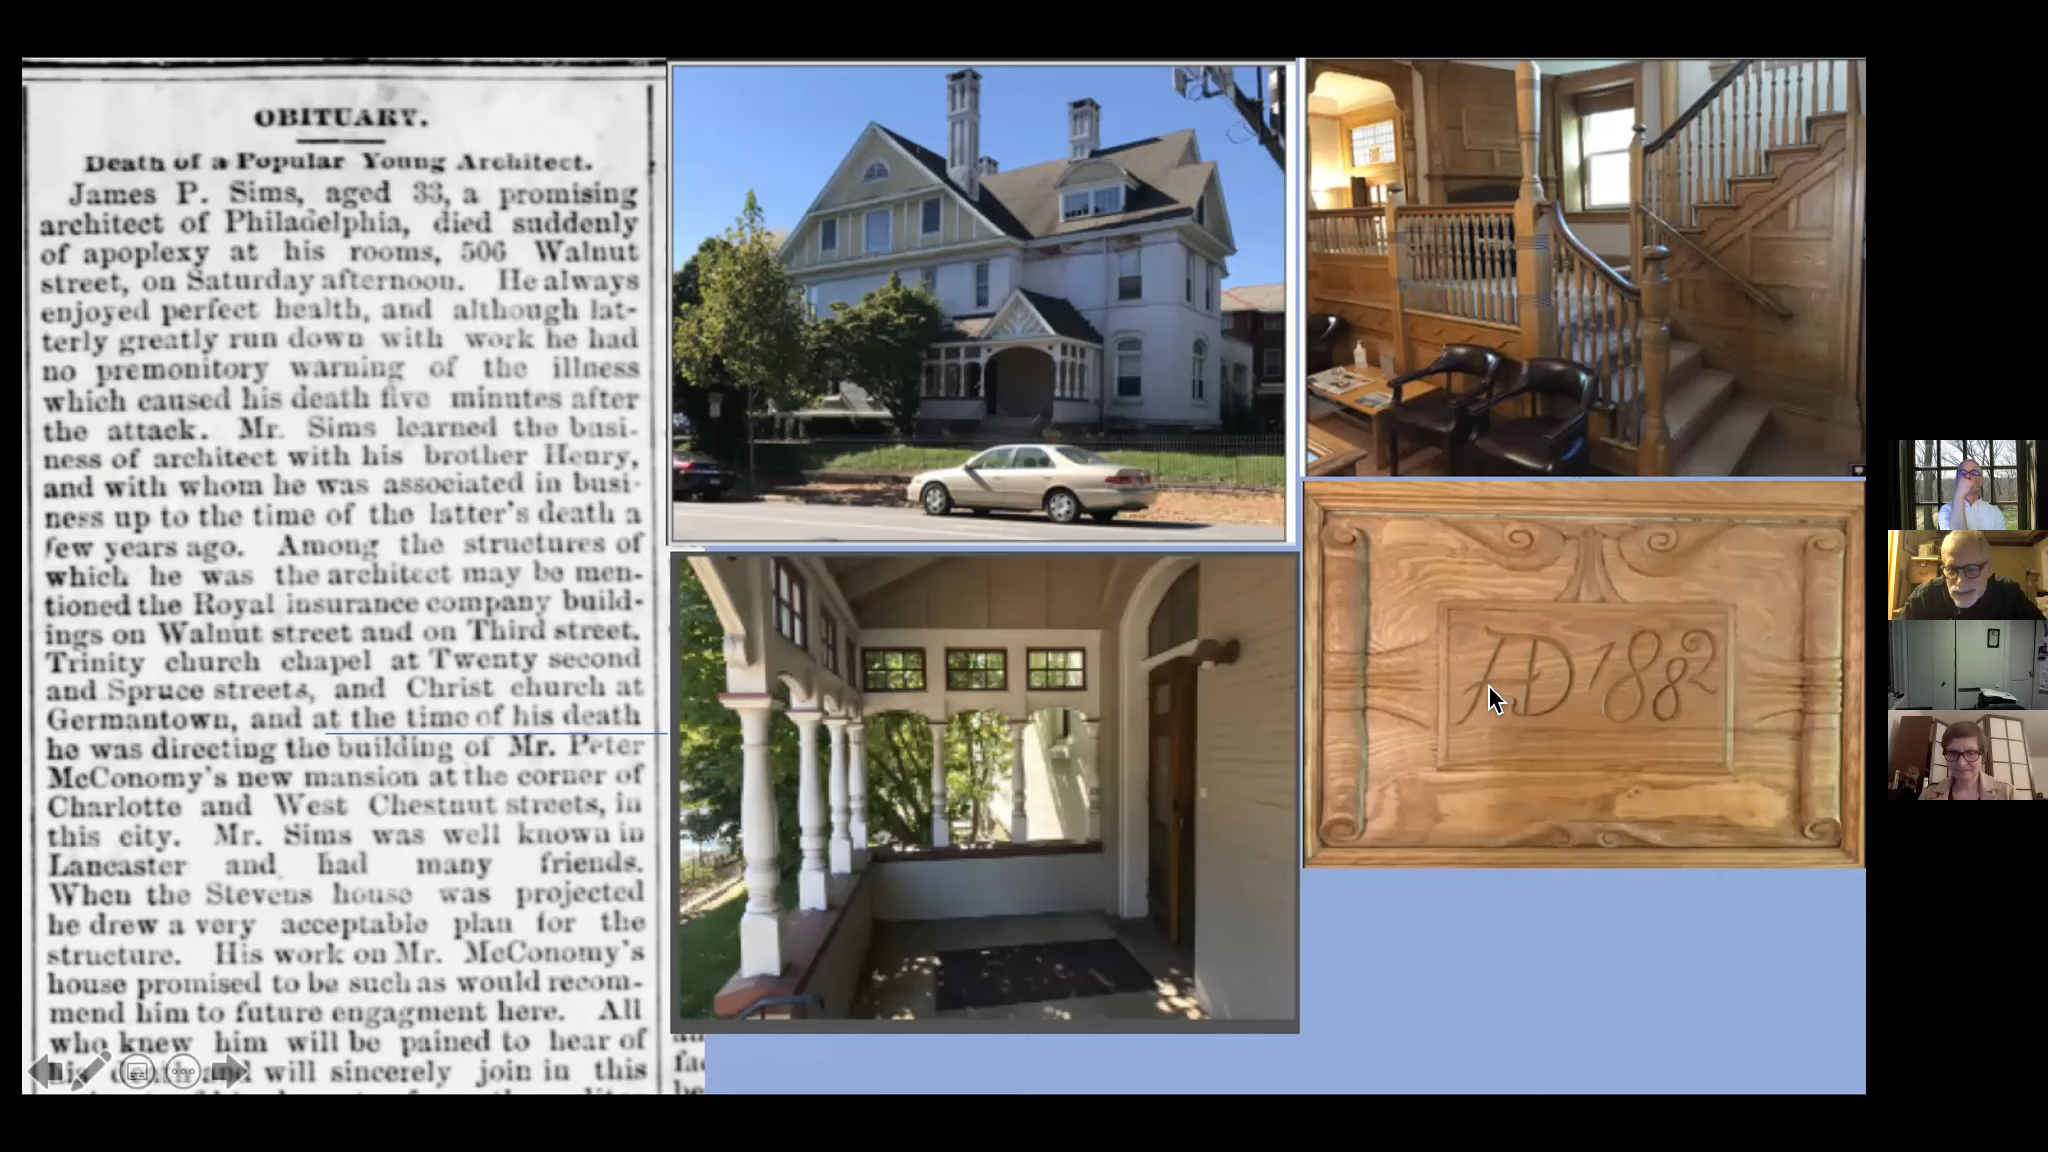 OBITUARY.
Death of a Popular Young Architect.
James P. Sims, aged 33, a promising
architect of Philadelphia, died suddenly
of apoplexy at his rooms, 506 Walnut
street, on Saturday afternoon. He always
enjoyed perfect health, and although lat-
terly greatly run down with work he had
no premonitory warning of the illness
which caused his death five minutes after
the attack. Mr. Sims learned the busi-
ness of architect with his brother Henry,
and with whom he was associated in busi-
ness up to the time of the latter's death a
few years ago. Among the structures of
which he was the architect may be men-
tioned the Royal insurance company build-
ings on Walnut street and on Third street.
Trinity church chapel at Twenty second
and Spruce streets, and Christ church at
Germantown, and at the time of his death
he was directing the building of Mr. Peter
McConomy's new mansion at the corner of
Charlotte and West Chestnut streets, in
this city. Mr. Sims was well known in
Lancaster and had many friends.
When the Stevens house was projected
he drew a very acceptable plan for the
structure. His work on Mr. McConomy's
house promised to be such as would recom-
mend him to future engagment here. All
who knew him will be pained to hear of
his death and will sincerely join in this
AD 1882